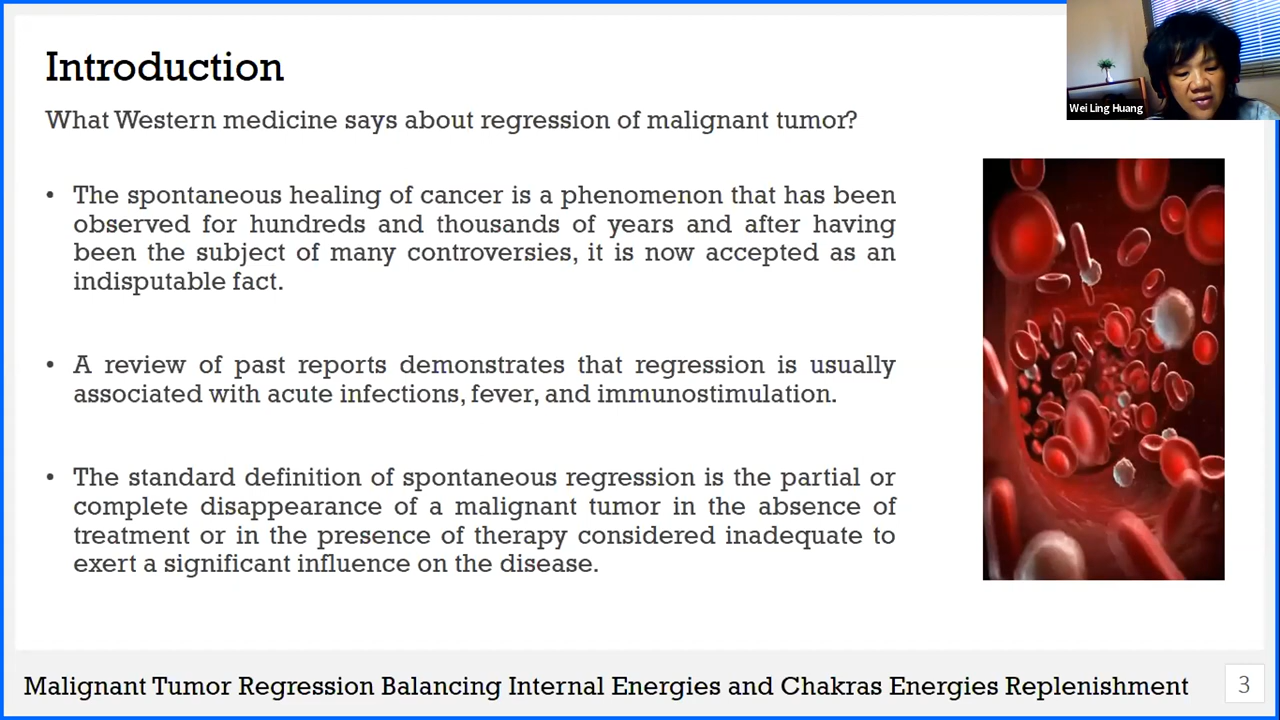 Introduction
What Western medicine says about regression of malignant tumor?
• The spontaneous healing of cancer is a phenomenon that has been
observed for hundreds and thousands of years and after having
been the subject of many controversies, it is now accepted as an
indisputable fact.
• A review of past reports demonstrates that regression is usually
associated with acute infections, fever, and immunostimulation.
• The standard definition of spontaneous regression is the partial or
complete disappearance of a malignant tumor in the absence of
treatment or in the presence of therapy considered inadequate to
exert a significant influence on the disease.
Wei Ling Huang
Malignant Tumor Regression Balancing Internal Energies and Chakras Energies Replenishment
3